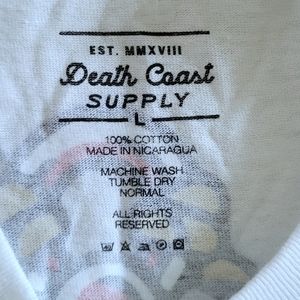 EST. MMXVIII
Death Coast
SUPPLY
L
100% COTTON
MADE IN NICARAGUA
MACHINE WASH
TUMBLE DRY
NORMAL
ALL RIGHTS
RESERVED